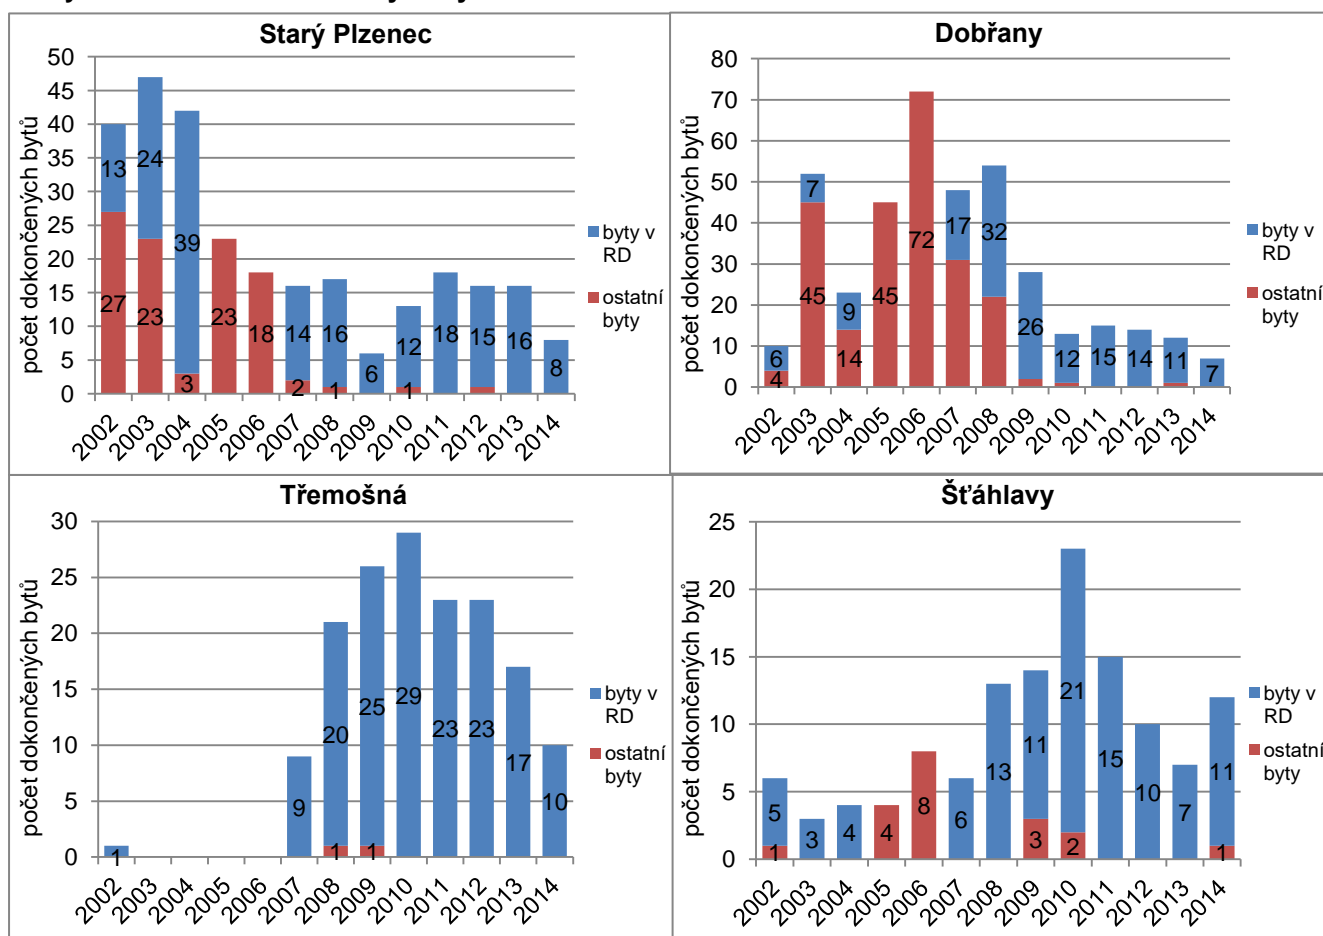 Starý Plzenec
počet dokončených bytů
50
45
40
35
30
25
20
15
10
5
0
13 24 39 14 16 6 12 18 15 16 8
27 23 3 23 18 2 1 1
2002 2003 2004 2005 2006 2007 2008 2009 2010 2011 2012 2013 2014
byty v
RD
ostatní
byty
Dobřany
počet dokončených bytů
80
70
60
50
40
30
20
10
0
6 7 9 17 32 26 12 15 14 11 7
4 45 14 45 72
2002 2003 2004 2005 2006 2007 2008 2009 2010 2011 2012 2013 2014
byty v
RD
ostatní
byty
Třemošná
počet dokončených bytů
30
25
20
15
10
5
0
1 9 20 25 29 23 23 17 10
1 1
2002 2003 2004 2005 2006 2007 2008 2009 2010 2011 2012 2013 2014
byty v
RD
ostatní
byty
Šťáhlavy
počet dokončených bytů
25
20
15
10
5
0
5 3 4 6 13 11 21 15 10 7 11
1 4 8 3 2 1
2002 2003 2004 2005 2006 2007 2008 2009 2010 2011 2012 2013 2014
byty v
RD
ostatní
byty